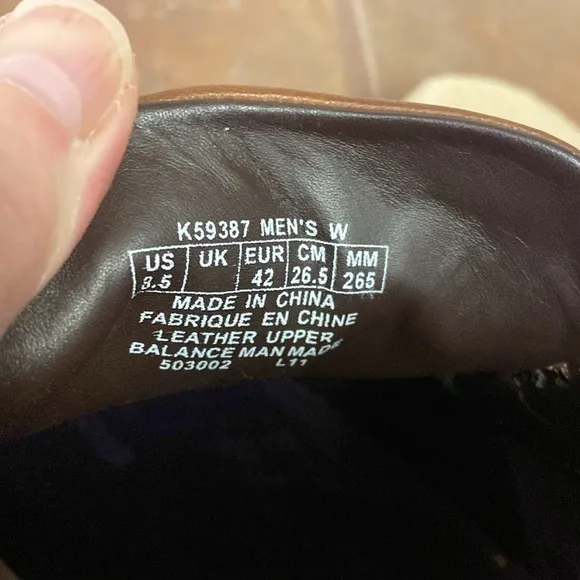 K59387 MEN'S W
US UK EUR CM MM
8.5 42 26.5 265
MADE IN CHINA
FABRIQUE EN CHINE
LEATHER UPPER
BALANCE MAN MADE
503002 L11